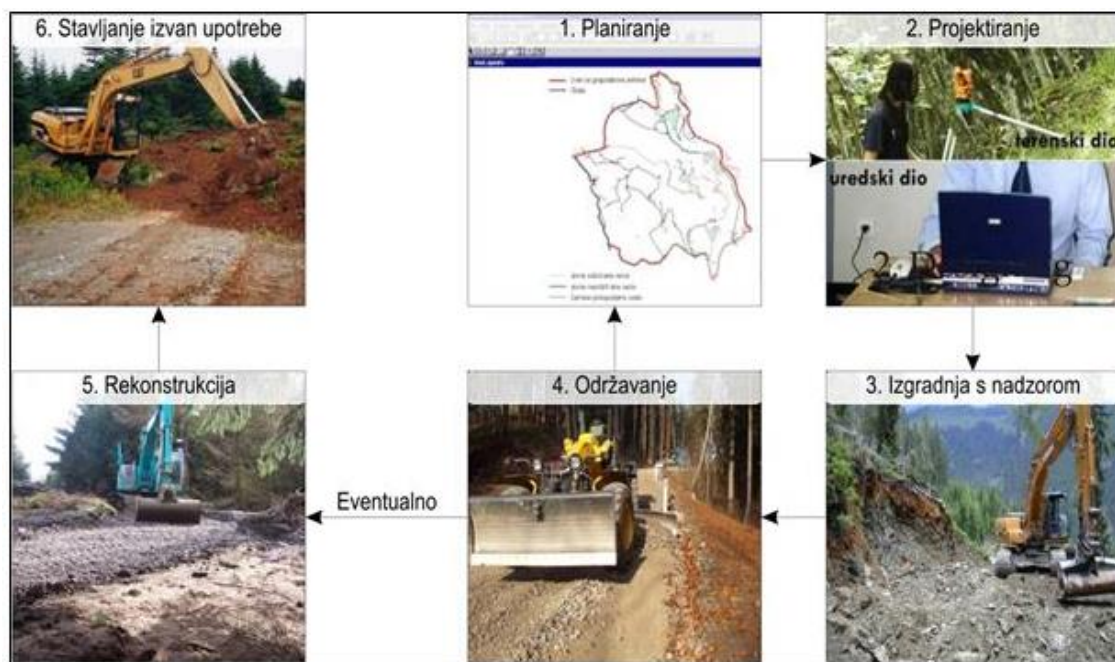 6. Stavljanje izvan upotrebe
1. Planiranje
2. Projektiranje
terenski dio
uredski dio
5. Rekonstrukcija
4. Održavanje
3. Izgradnja s nadzorom
Eventualno